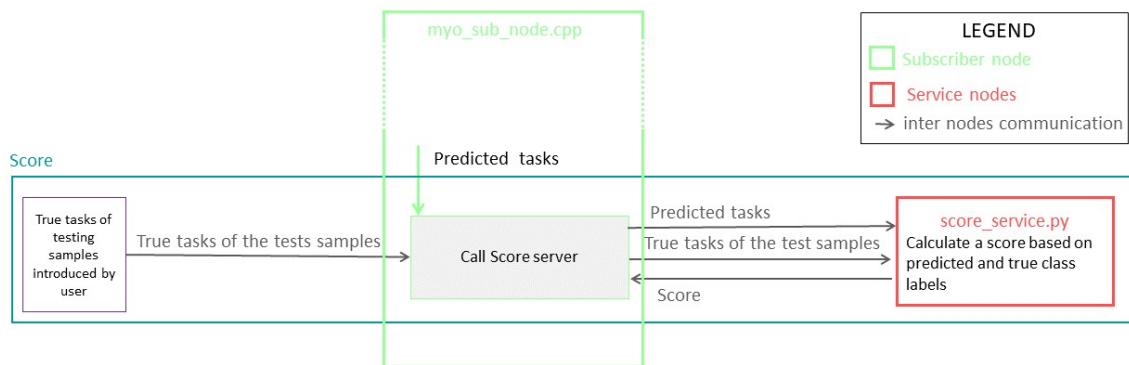 myo_sub_node.cpp
LEGEND
Subscriber node
Service nodes
inter nodes communication
Score
Predicted tasks
True tasks of
testing
samples
introduced by
user
True tasks of the tests samples
Call Score server
Predicted tasks
True tasks of the test samples
Score
score_service.py
Calculate a score based on
predicted and true class
labels